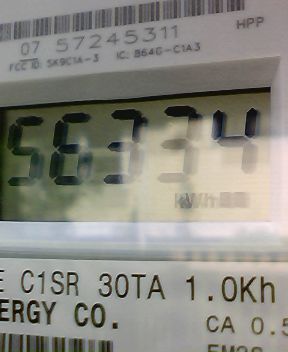 HPP
07 57245311
FCC ID: SK9C1A-3 IC: 864G-C1A3
56334
kWh
E C1SR 30TA 1.0Kh
ERGY CO.
CA 0.5